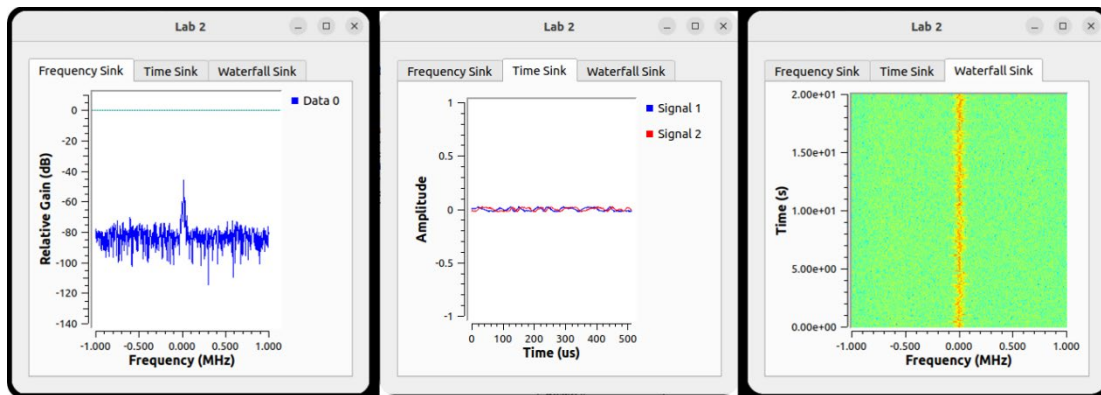 Lab 2
Frequency Sink Time Sink Waterfall Sink
Data 0
0
-20
-40
-60
-80
-100
-120
-140
Relative Gain (dB)
-1.000 -0.500 0.000 0.500 1.000
Frequency (MHz)
Lab 2
Frequency Sink Time Sink Waterfall Sink
Signal 1
Signal 2
1
0.5
0
-0.5
-1
Amplitude
0 100 200 300 400 500
Time (us)
Lab 2
Frequency Sink Time Sink Waterfall Sink
2.00e+01
1.50e+01
1.00e+01
5.00e+00
0.00e+00
Time (s)
-1.000 -0.500 0.000 0.500 1.000
Frequency (MHz)